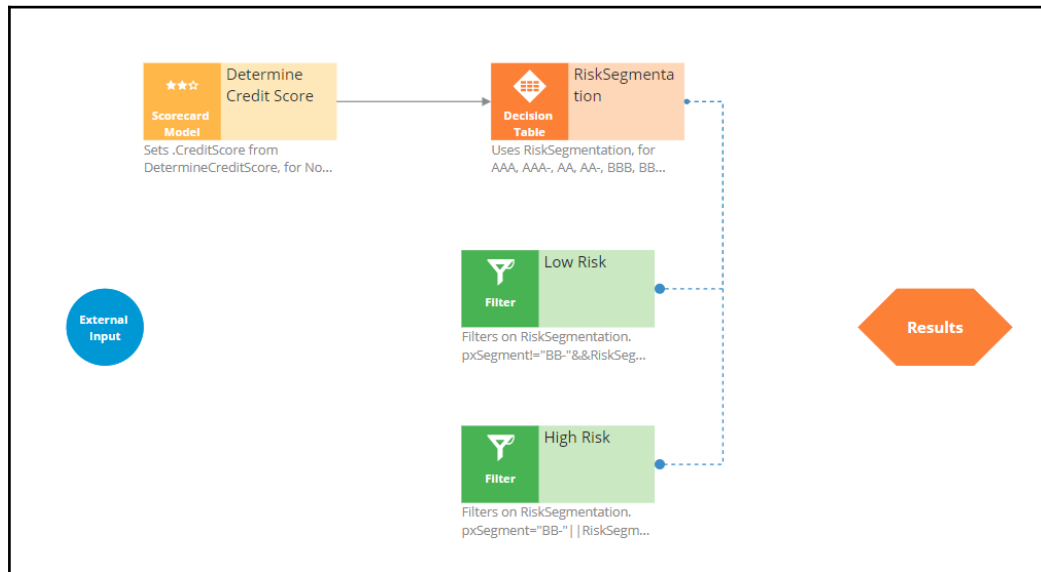 Determine
Credit Score
Scorecard
Model
Sets .CreditScore from
DetermineCreditScore, for No...
RiskSegmenta
tion
Decision
Table
Uses RiskSegmentation, for
AAA, AAA-, AA, AA-, BBB, BB...
Low Risk
Filter
Filters on RiskSegmentation.
pxSegment!="BB-"&&RiskSeg...
External
Input
Results
High Risk
Filter
Filters on RiskSegmentation.
pxSegment="BB-"||RiskSegm...